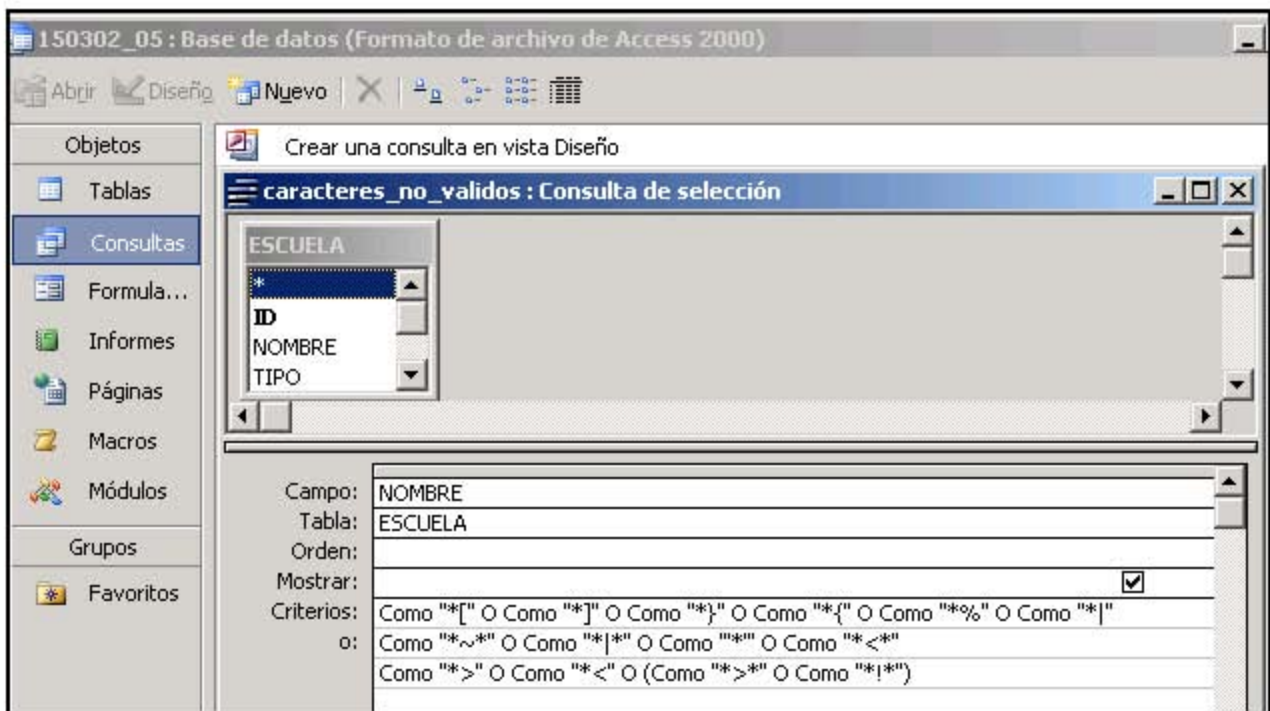 150302_05 : Base de datos (Formato de archivo de Access 2000)
Abrir Diseño Nuevo
Objetos
Tablas
Consultas
Formula...
Informes
Páginas
Macros
Módulos
Grupos
Favoritos
Crear una consulta en vista Diseño
caracteres_no_validos : Consulta de selección
ESCUELA
*
ID
NOMBRE
TIPO
Campo: NOMBRE
Tabla: ESCUELA
Orden:
Mostrar:
Criterios: Como "*[" O Como "*]" O Como "*}" O Como "*{" O Como "*%" O Como "*|"
o: Como "*~*" O Como "*|*" O Como "*" O Como "*<*"
Como "*>" O Como "*<" O (Como "*>*" O Como "*!*")